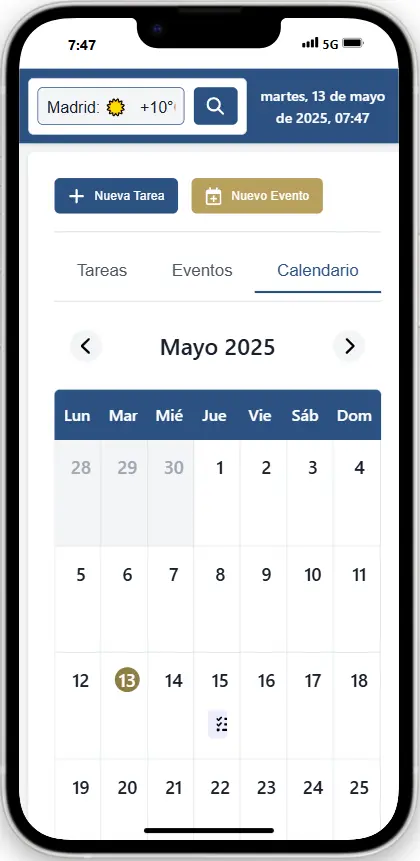 7:47
5G
Madrid: +10°
martes, 13 de mayo
de 2025, 07:47
Nueva Tarea
Nuevo Evento
Tareas Eventos Calendario
Mayo 2025
Lun Mar Mié Jue Vie Sáb Dom
28 29 30 1 2 3 4
5 6 7 8 9 10 11
12 13 14 15 16 17 18
19 20 21 22 23 24 25